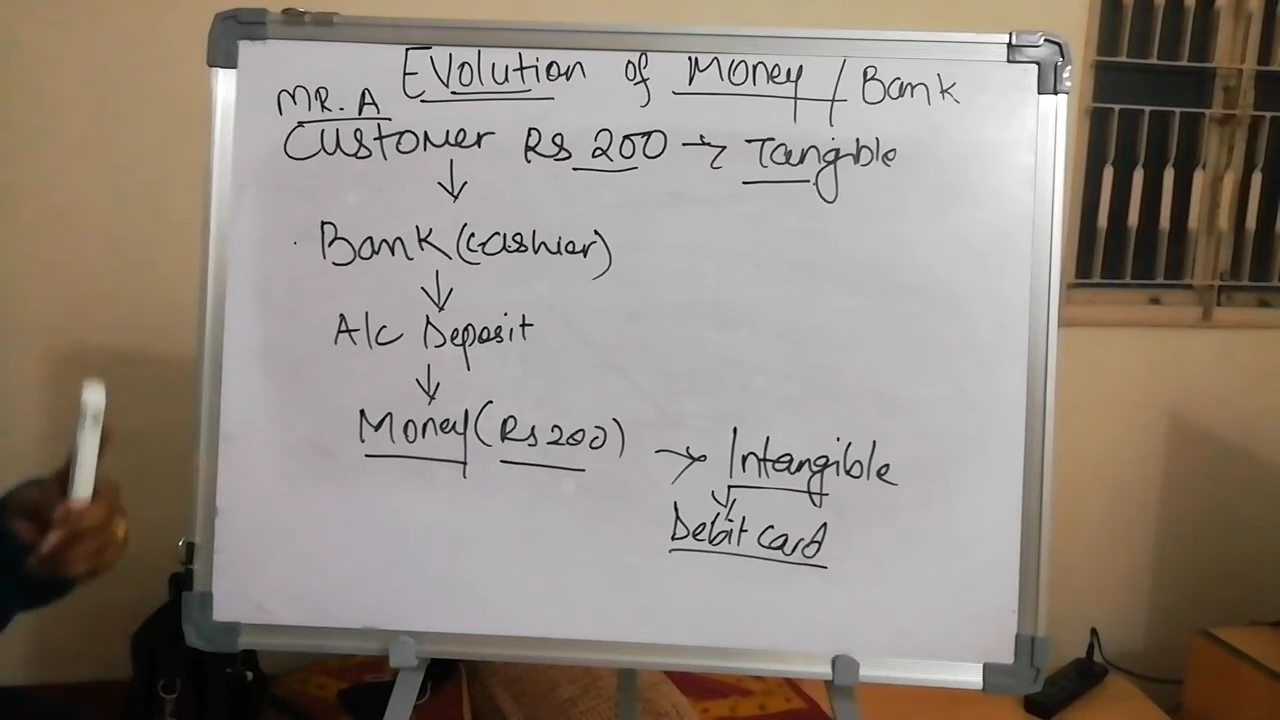 Evolution of Money / Bank
MR. A
Customer Rs 200 → Tangible
↓
Bank (cashier)
↓
A/c Deposit
↓
Money (Rs 200) → Intangible
↓
Debit card